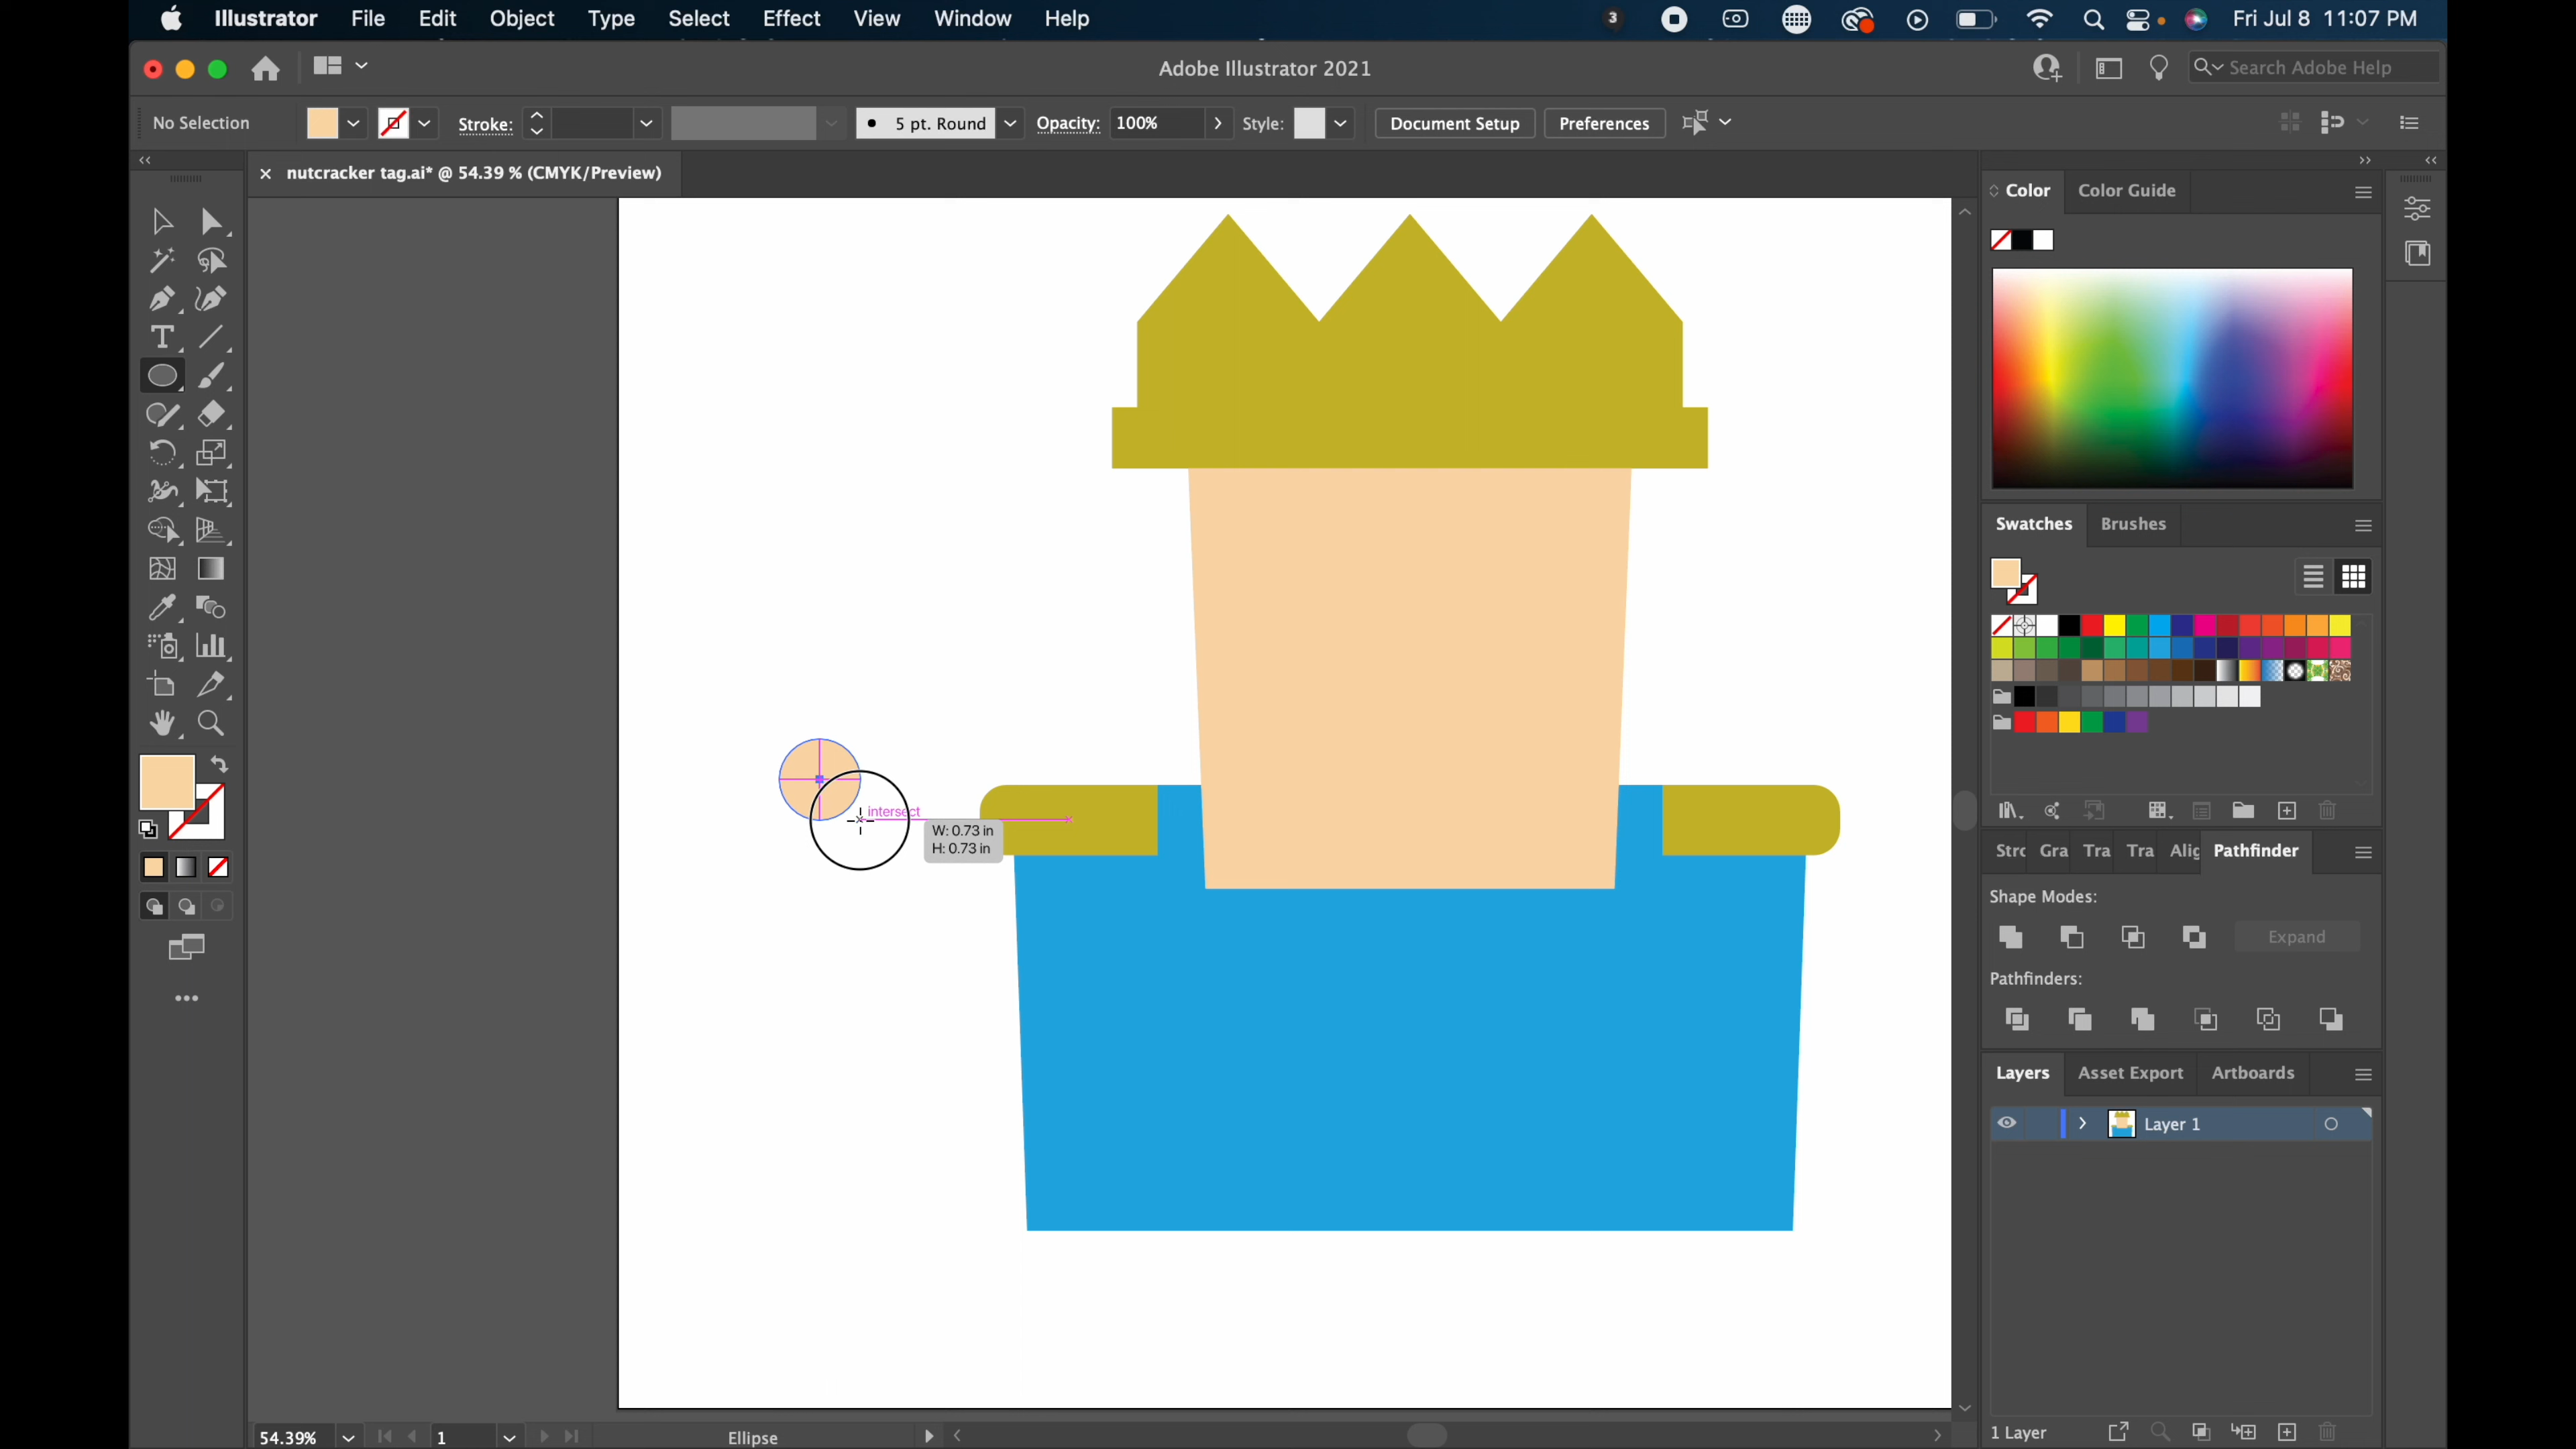 Illustrator File Edit Object Type Select Effect View Window Help 3 Fri Jul 8 11:07 PM
Adobe Illustrator 2021 Search Adobe Help
No Selection Stroke: 5 pt. Round Opacity: 100% Style: Document Setup Preferences
nutcracker tag.ai* @ 54.39 % (CMYK/Preview)
Color Color Guide
Swatches Brushes
intersect
W: 0.73 in
H: 0.73 in
Strc Gra Tra Tra Alig Pathfinder
Shape Modes:
Expand
Pathfinders:
Layers Asset Export Artboards
Layer 1
1 Layer
54.39% 1 Ellipse